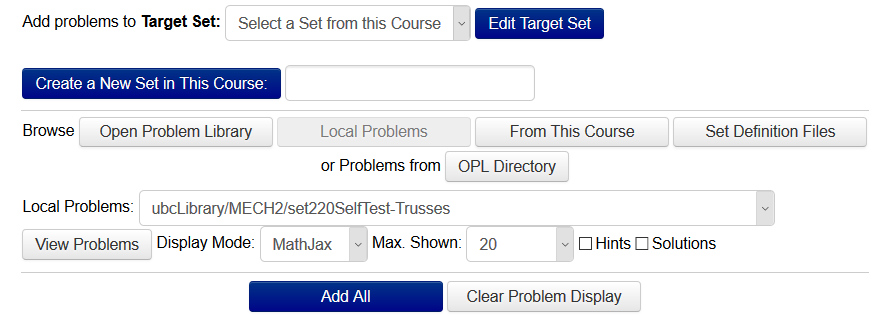 Add problems to Target Set: Select a Set from this Course Edit Target Set
Create a New Set in This Course:
Browse Open Problem Library Local Problems From This Course Set Definition Files
or Problems from OPL Directory
Local Problems: ubcLibrary/MECH2/set220SelfTest-Trusses
View Problems Display Mode: MathJax Max. Shown: 20 Hints Solutions
Add All Clear Problem Display